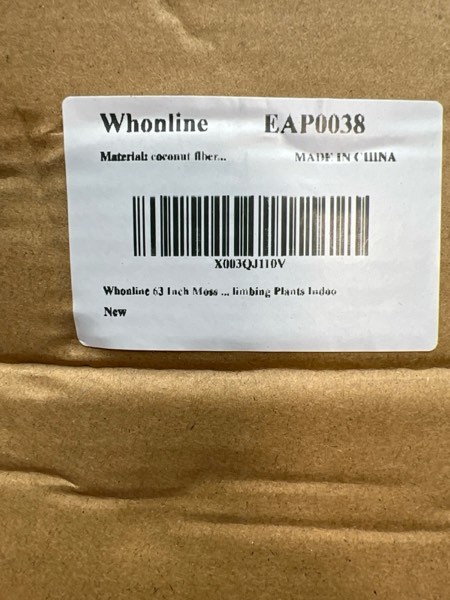 Whonline EAP0038
Material: coconut fiber... MADE IN CHINA
X003QJ110V
Whonline 63 Inch Moss ... limbing Plants Indoo
New